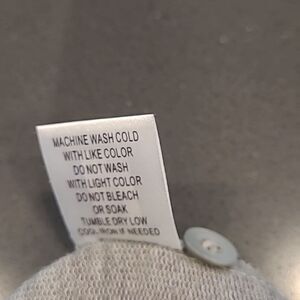 MACHINE WASH COLD
WITH LIKE COLOR
DO NOT WASH
WITH LIGHT COLOR
DO NOT BLEACH
OR SOAK
TUMBLE DRY LOW
COOL IRON IF NEEDED